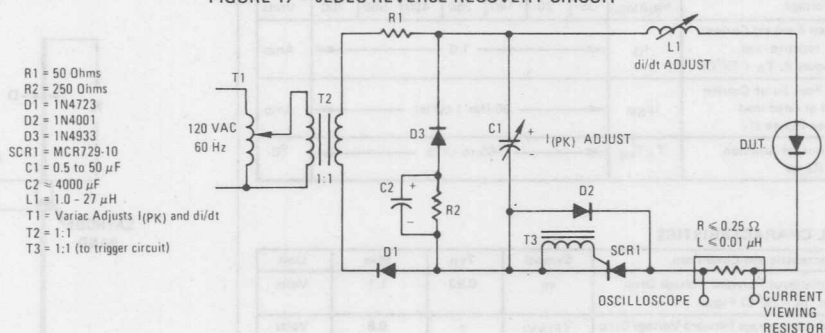 FIGURE 17 — JEDEC REVERSE RECOVERY CIRCUIT
R1 = 50 Ohms
R2 = 250 Ohms
D1 = 1N4723
D2 = 1N4001
D3 = 1N4933
SCR1 = MCR729-10
C1 = 0.5 to 50 μF
C2 ≈ 4000 μF
L1 = 1.0 - 27 μH
T1 = Variac Adjusts I(PK) and di/dt
T2 = 1:1
T3 = 1:1 (to trigger circuit)
T1
120 VAC
60 Hz
T2
1:1
R1
L1
di/dt ADJUST
D3
C1
+
I(PK) ADJUST
D.U.T.
C2
+
−
R2
D2
T3
SCR1
D1
R ≤ 0.25 Ω
L ≤ 0.01 μH
OSCILLOSCOPE
CURRENT
VIEWING
RESISTOR